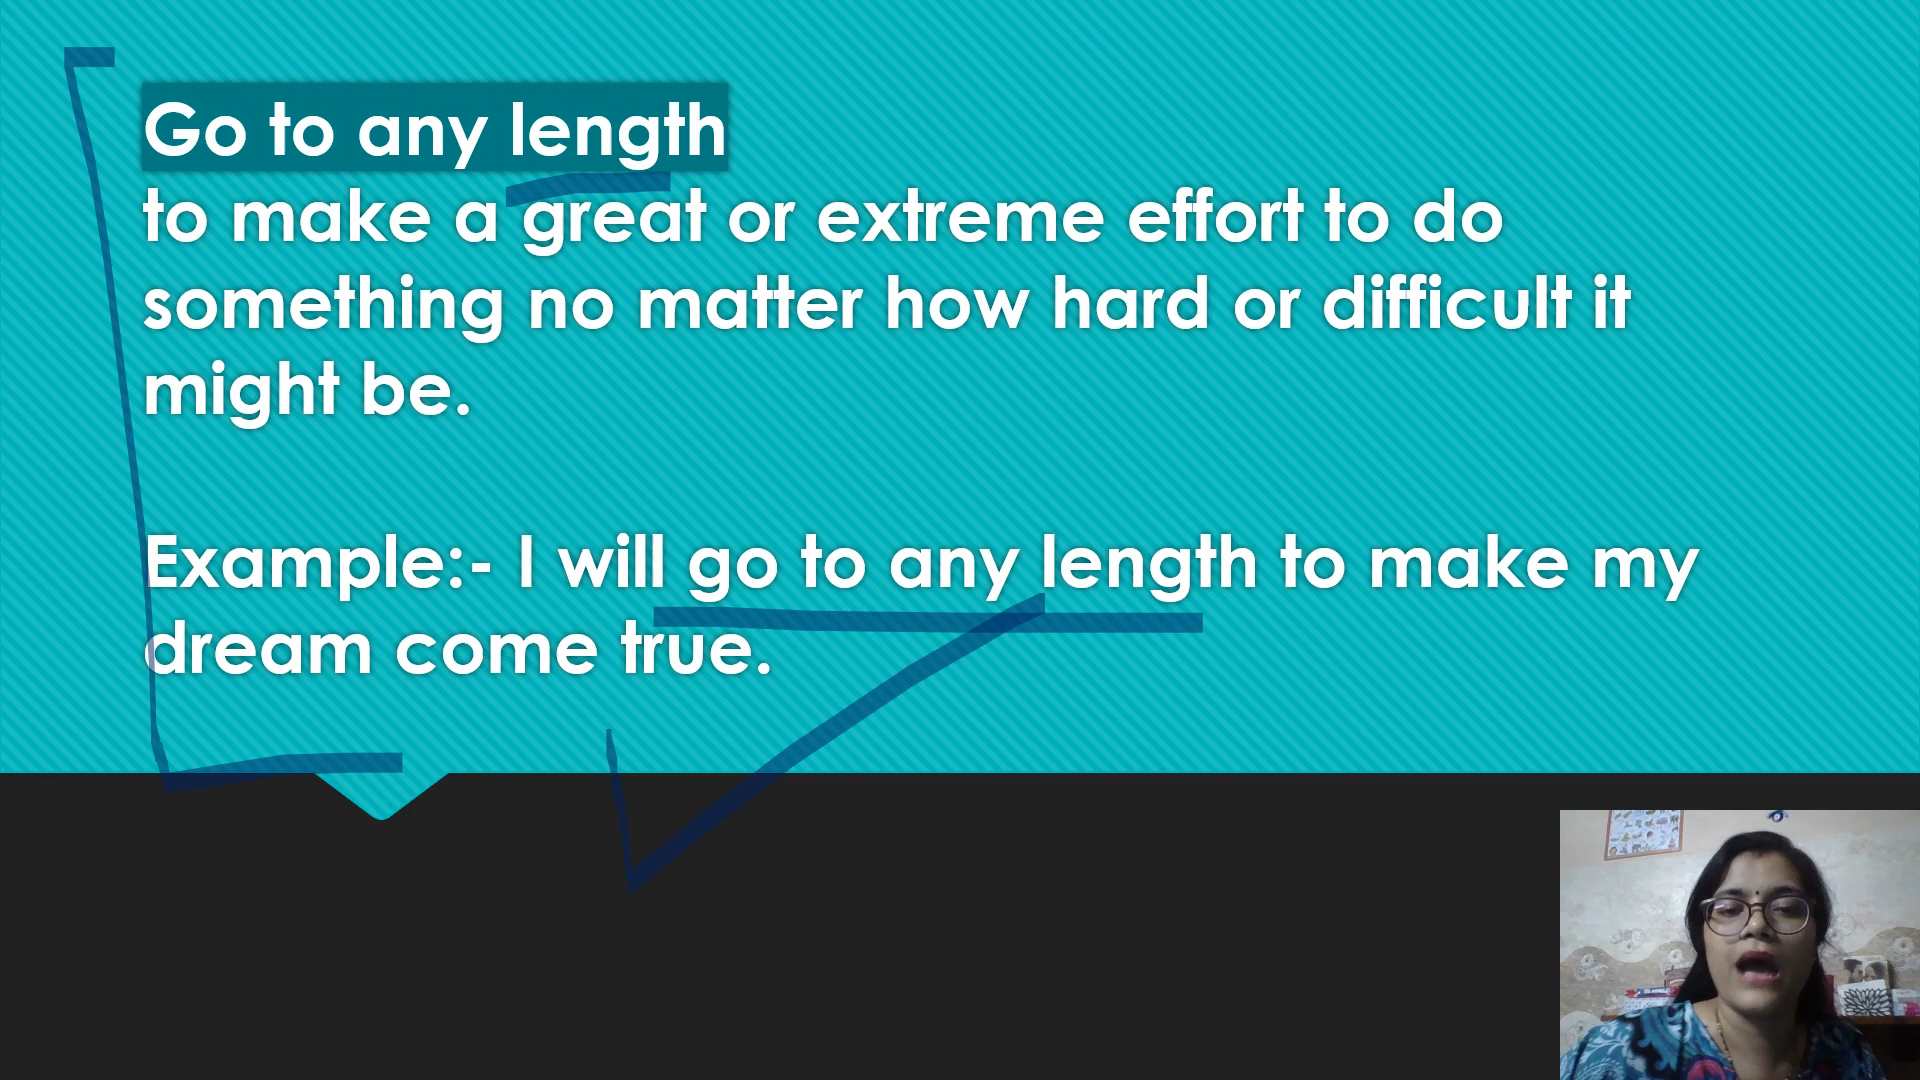 Go to any length
to make a great or extreme effort to do
something no matter how hard or difficult it
might be.
Example:- I will go to any length to make my
dream come true.